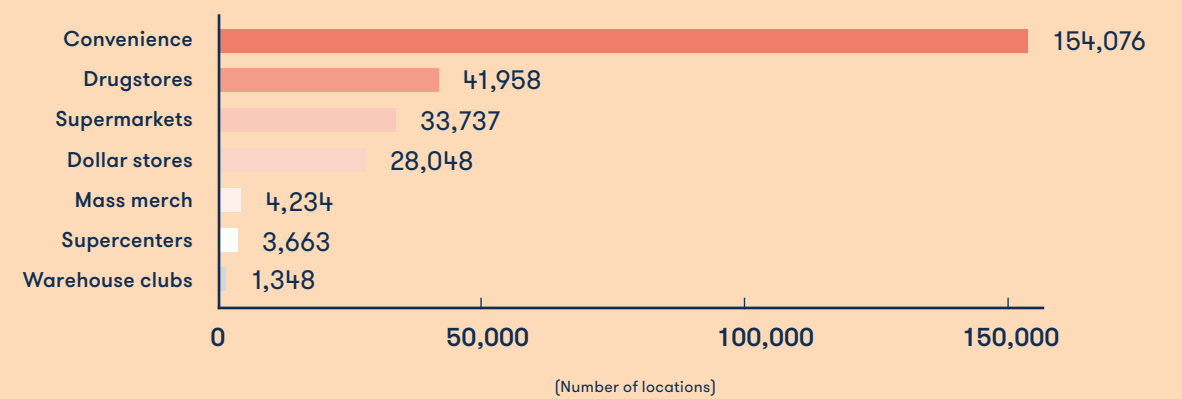 Convenience 154,076
Drugstores 41,958
Supermarkets 33,737
Dollar stores 28,048
Mass merch 4,234
Supercenters 3,663
Warehouse clubs 1,348
0 50,000 100,000 150,000
(Number of locations)